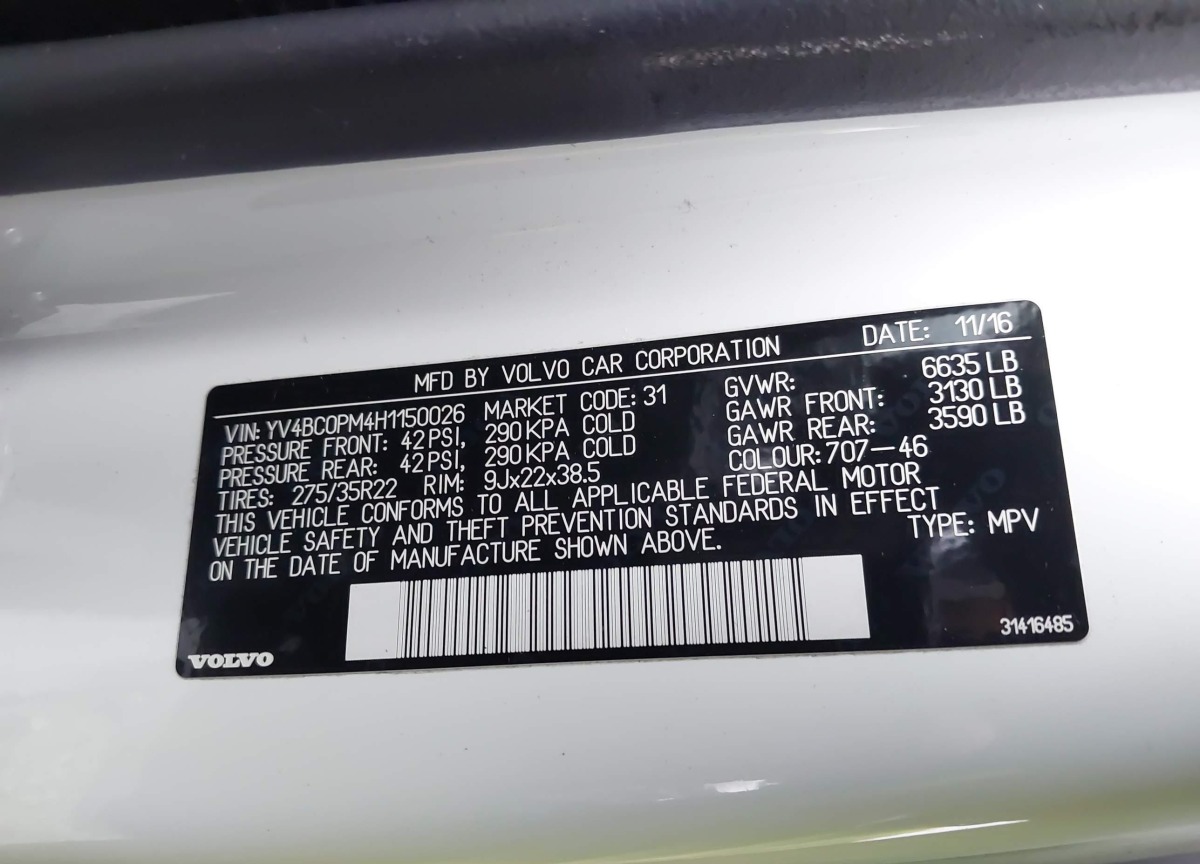 MFD BY VOLVO CAR CORPORATION DATE: 11/16
VIN: YV4BC0PM4H1150026 MARKET CODE: 31 GVWR: 6635 LB
PRESSURE FRONT: 42 PSI, 290 KPA COLD GAWR FRONT: 3130 LB
PRESSURE REAR: 42 PSI, 290 KPA COLD GAWR REAR: 3590 LB
TIRES: 275/35R22 RIM: 9Jx22x38.5 COLOUR: 707-46
THIS VEHICLE CONFORMS TO ALL APPLICABLE FEDERAL MOTOR
VEHICLE SAFETY AND THEFT PREVENTION STANDARDS IN EFFECT
ON THE DATE OF MANUFACTURE SHOWN ABOVE. TYPE: MPV
31416485
VOLVO